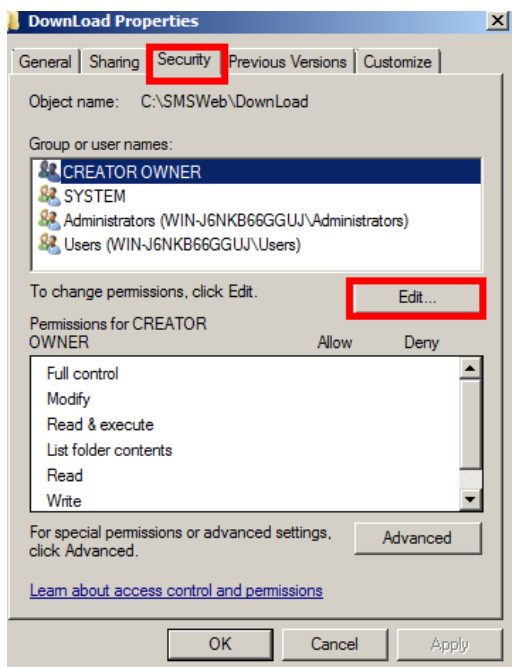 DownLoad Properties
General Sharing Security Previous Versions Customize
Object name: C:\SMSWeb\DownLoad
Group or user names:
CREATOR OWNER
SYSTEM
Administrators (WIN-J6NKB66GGUJ\Administrators)
Users (WIN-J6NKB66GGUJ\Users)
To change permissions, click Edit.
Edit...
Permissions for CREATOR
OWNER Allow Deny
Full control
Modify
Read & execute
List folder contents
Read
Write
For special permissions or advanced settings,
click Advanced.
Advanced
Learn about access control and permissions
OK Cancel Apply